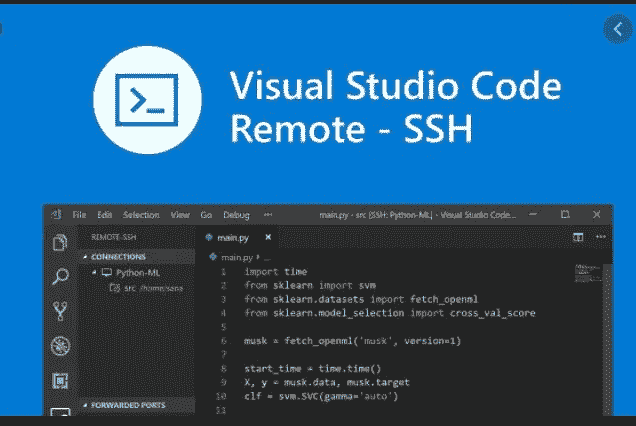 >_
Visual Studio Code
Remote - SSH
File Edit Selection View Go Debug ··· main.py - src [SSH: Python-ML] - Visual Studio Code...
REMOTE-SSH
CONNECTIONS
Python-ML
src /home/sana
FORWARDED PORTS
main.py ×
main.py › ...
1 import time
2 from sklearn import svm
3 from sklearn.datasets import fetch_openml
4 from sklearn.model_selection import cross_val_score
5
6 musk = fetch_openml('musk', version=1)
7
8 start_time = time.time()
9 X, y = musk.data, musk.target
10 clf = svm.SVC(gamma='auto')
11